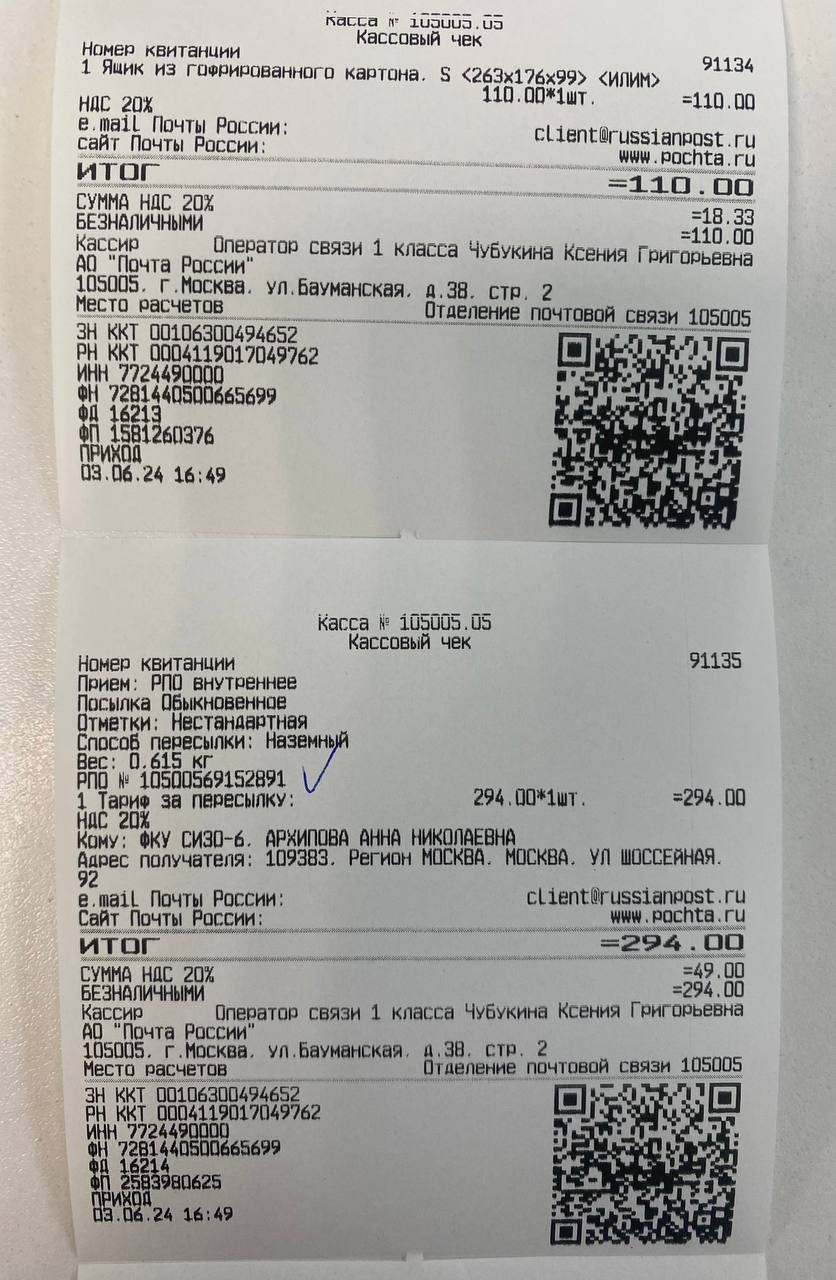 Касса № 105005.05
Кассовый чек
Номер квитанции 91134
1 Ящик из гофрированного картона, S <263x176x99> <ИЛИМ>
110.00*1шт. =110.00
НДС 20%
e.mail Почты России: client@russianpost.ru
сайт Почты России: www.pochta.ru
ИТОГ =110.00
СУММА НДС 20% =18.33
БЕЗНАЛИЧНЫМИ =110.00
Кассир Оператор связи 1 класса Чубукина Ксения Григорьевна
АО "Почта России"
105005, г.Москва, ул.Бауманская, д.38, стр. 2
Место расчетов Отделение почтовой связи 105005
ЗН ККТ 00106300494652
РН ККТ 0004119017049762
ИНН 7724490000
ФН 7281440500665699
ФД 16213
ФП 1581260376
ПРИХОД
03.06.24 16:49
Касса № 105005.05
Кассовый чек
Номер квитанции 91135
Прием: РПО внутреннее
Посылка Обыкновенное
Отметки: Нестандартная
Способ пересылки: Наземный
Вес: 0.615 кг
РПО № 10500569152891
1 Тариф за пересылку: 294.00*1шт. =294.00
НДС 20%
Кому: ФКУ СИЗО-6, АРХИПОВА АННА НИКОЛАЕВНА
Адрес получателя: 109383, Регион МОСКВА, МОСКВА, УЛ ШОССЕЙНАЯ,
92
e.mail Почты России: client@russianpost.ru
Сайт Почты России: www.pochta.ru
ИТОГ =294.00
СУММА НДС 20% =49.00
БЕЗНАЛИЧНЫМИ =294.00
Кассир Оператор связи 1 класса Чубукина Ксения Григорьевна
АО "Почта России"
105005, г.Москва, ул.Бауманская, д.38, стр. 2
Место расчетов Отделение почтовой связи 105005
ЗН ККТ 00106300494652
РН ККТ 0004119017049762
ИНН 7724490000
ФН 7281440500665699
ФД 16214
ФП 2583980625
ПРИХОД
03.06.24 16:49